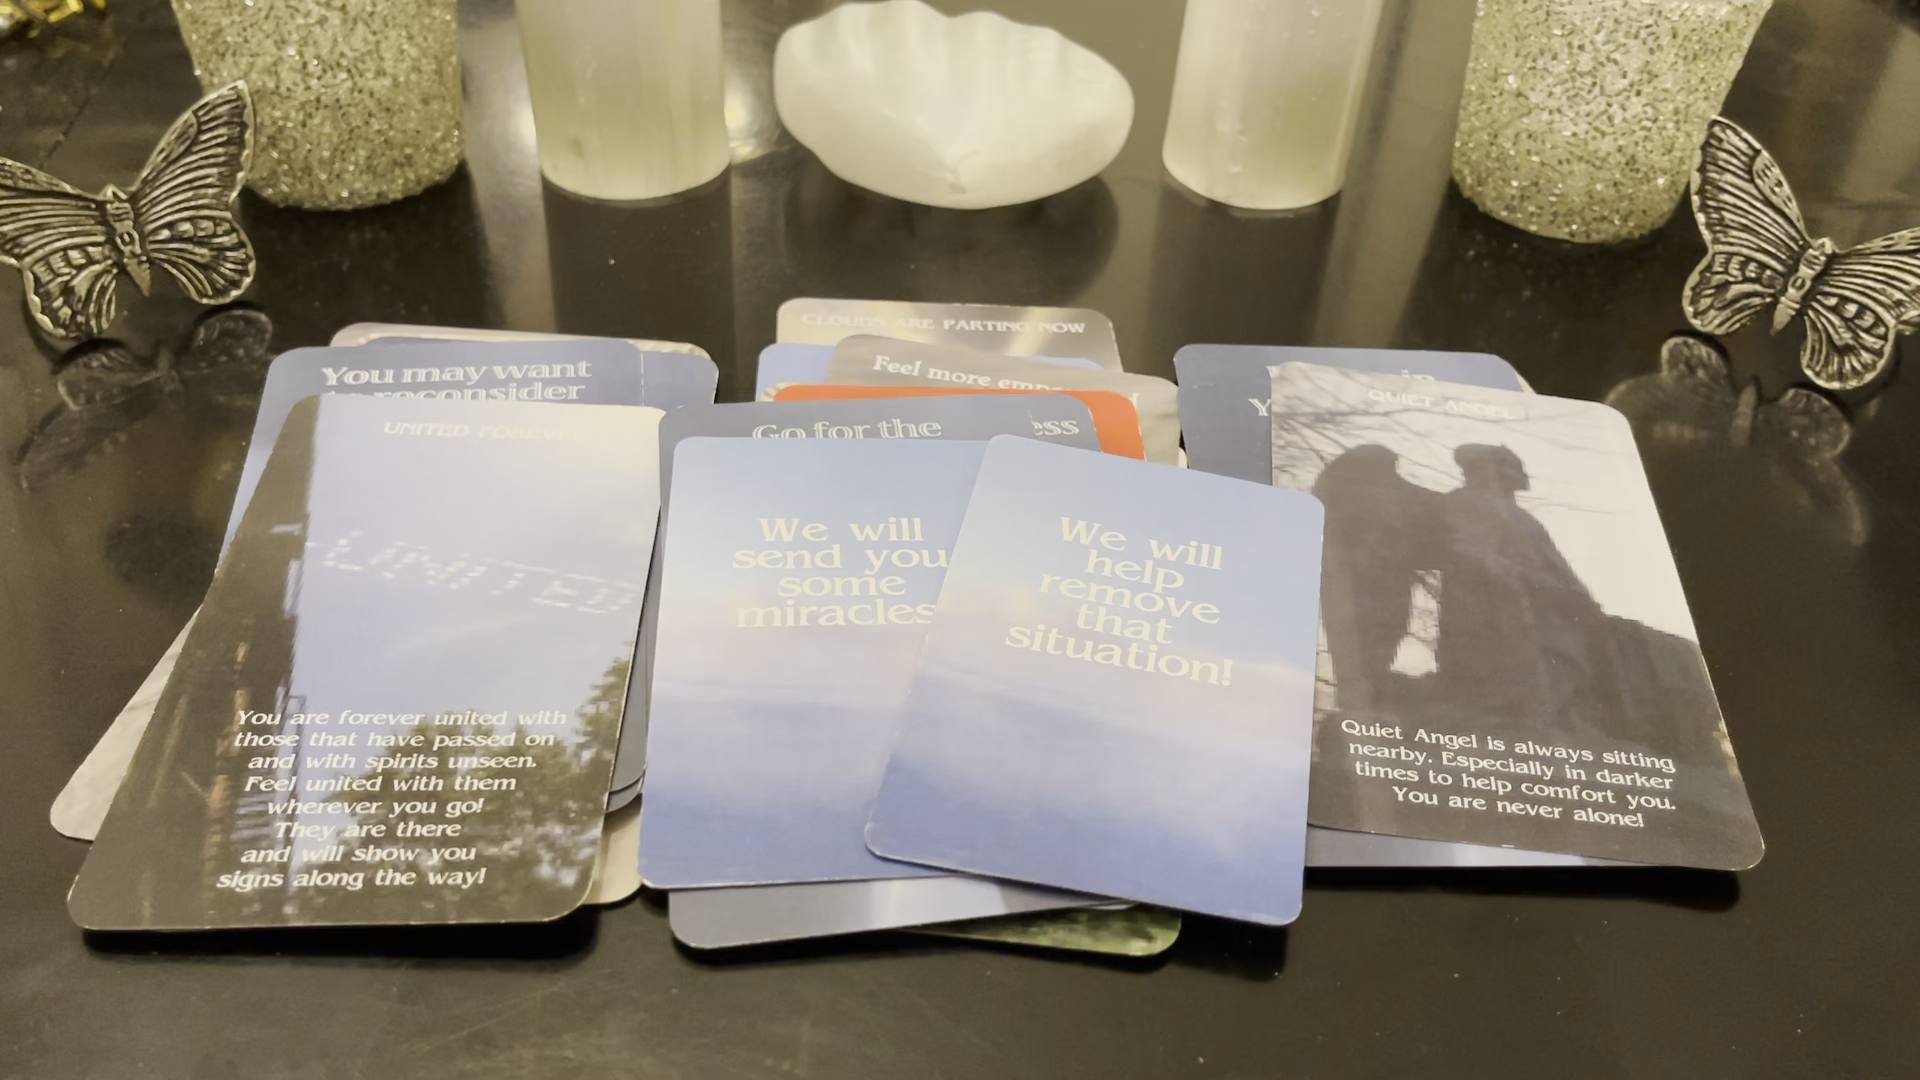 CLOUDS ARE PARTING NOW
Feel more
You may want
to reconsider
Go for the
UNITED FOREVER
UNITED
You are forever united with
those that have passed on
and with spirits unseen.
Feel united with them
wherever you go!
They are there
and will show you
signs along the way!
We will
send you
some
miracles
We will
help
remove
that
situation!
QUIET ANGEL
Quiet Angel is always sitting
nearby. Especially in darker
times to help comfort you.
You are never alone!